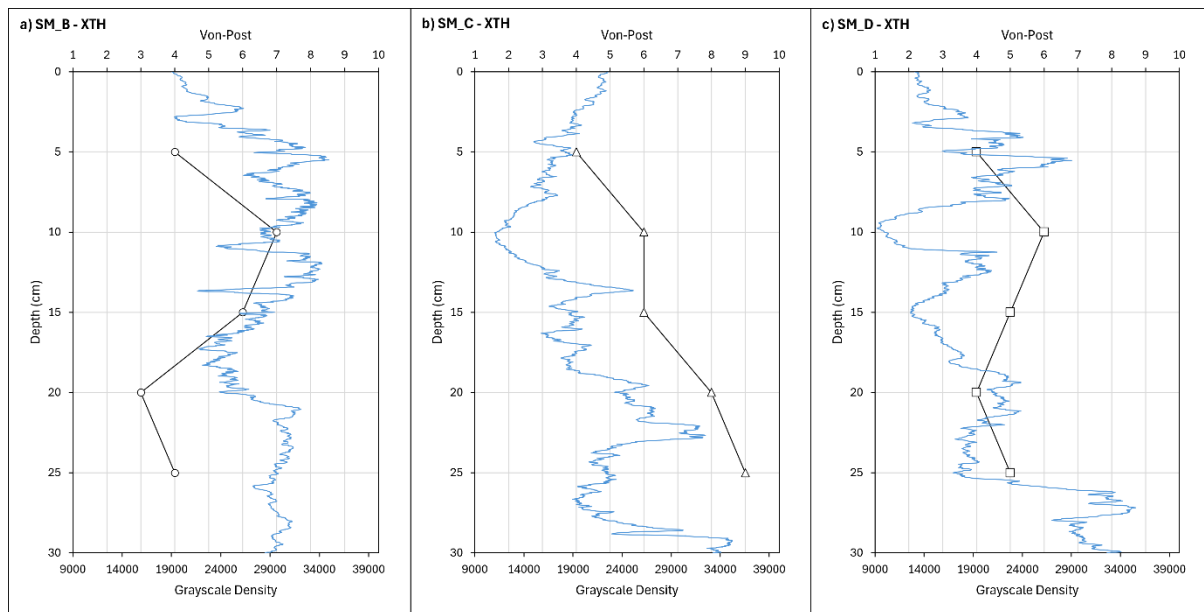 a) SM_B - XTH
Von-Post
1 2 3 4 5 6 7 8 9 10
0
5
10
15
20
25
30
Depth (cm)
9000 14000 19000 24000 29000 34000
Grayscale Density
b) SM_C - XTH
Von-Post
1 2 3 4 5 6 7 8 9 10
0
5
10
15
20
25
30
Depth (cm)
9000 14000 19000 24000 29000 34000 39000
Grayscale Density
c) SM_D - XTH
Von-Post
1 2 3 4 5 6 7 8 9 10
0
5
10
15
20
25
30
Depth (cm)
9000 14000 19000 24000 29000 34000 39000
Grayscale Density